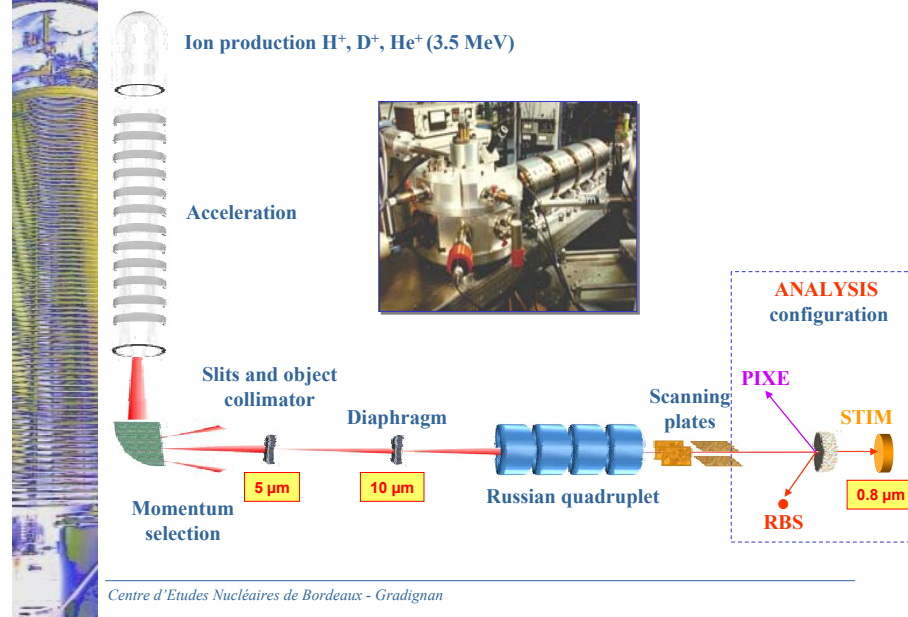 Ion production H⁺, D⁺, He⁺ (3.5 MeV)
Acceleration
ANALYSIS
configuration
Slits and object
collimator
Diaphragm
Scanning
plates
PIXE
STIM
5 µm
10 µm
Russian quadruplet
0.8 µm
Momentum
selection
RBS
Centre d'Etudes Nucléaires de Bordeaux - Gradignan